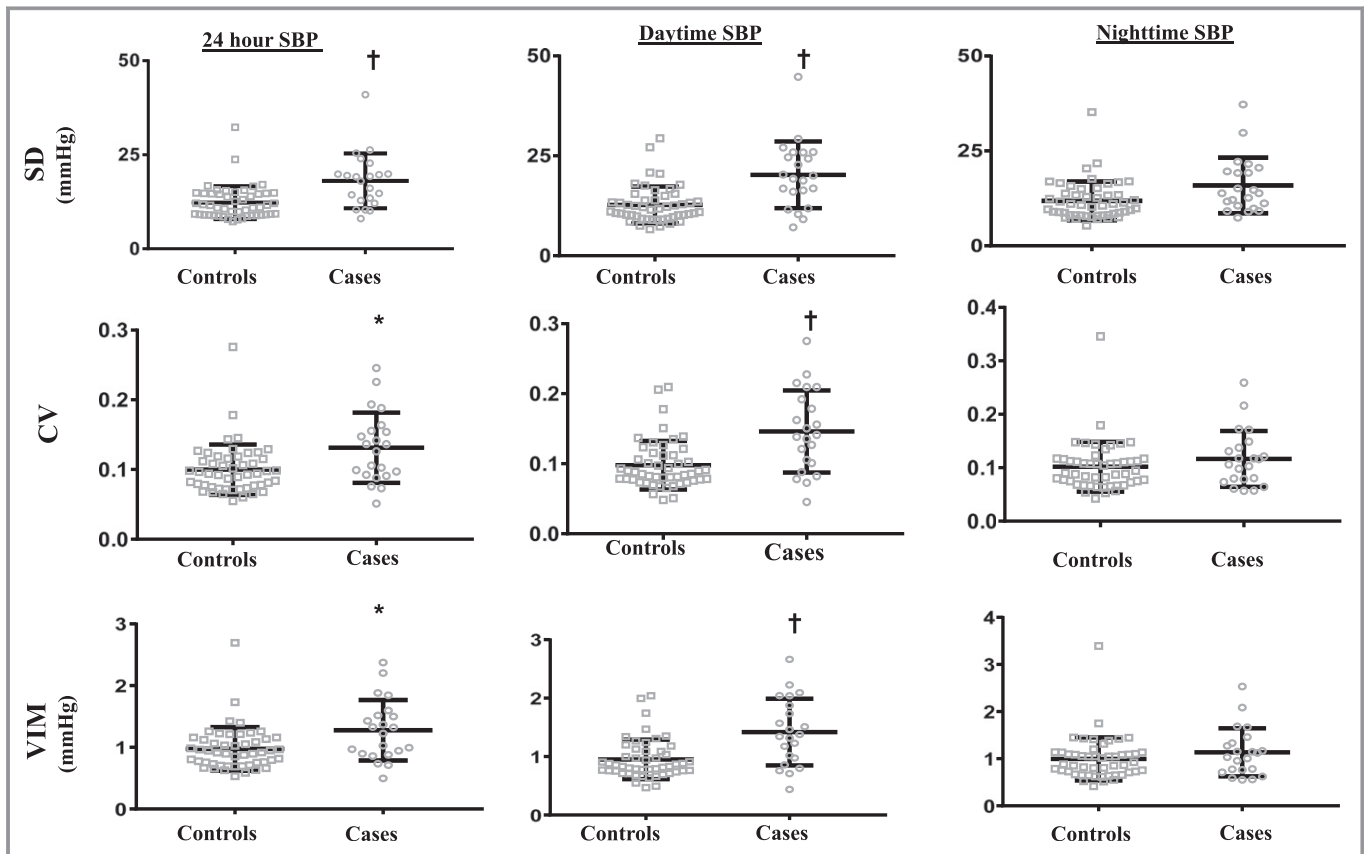 24 hour SBP
Daytime SBP
Nighttime SBP
SD
(mmHg)
50
25
0
†
Controls
Cases
50
25
0
†
Controls
Cases
50
25
0
Controls
Cases
CV
0.3
0.2
0.1
0.0
*
Controls
Cases
0.3
0.2
0.1
0.0
†
Controls
Cases
0.4
0.3
0.2
0.1
0.0
Controls
Cases
VIM
(mmHg)
3
2
1
0
*
Controls
Cases
3
2
1
0
†
Controls
Cases
4
3
2
1
0
Controls
Cases